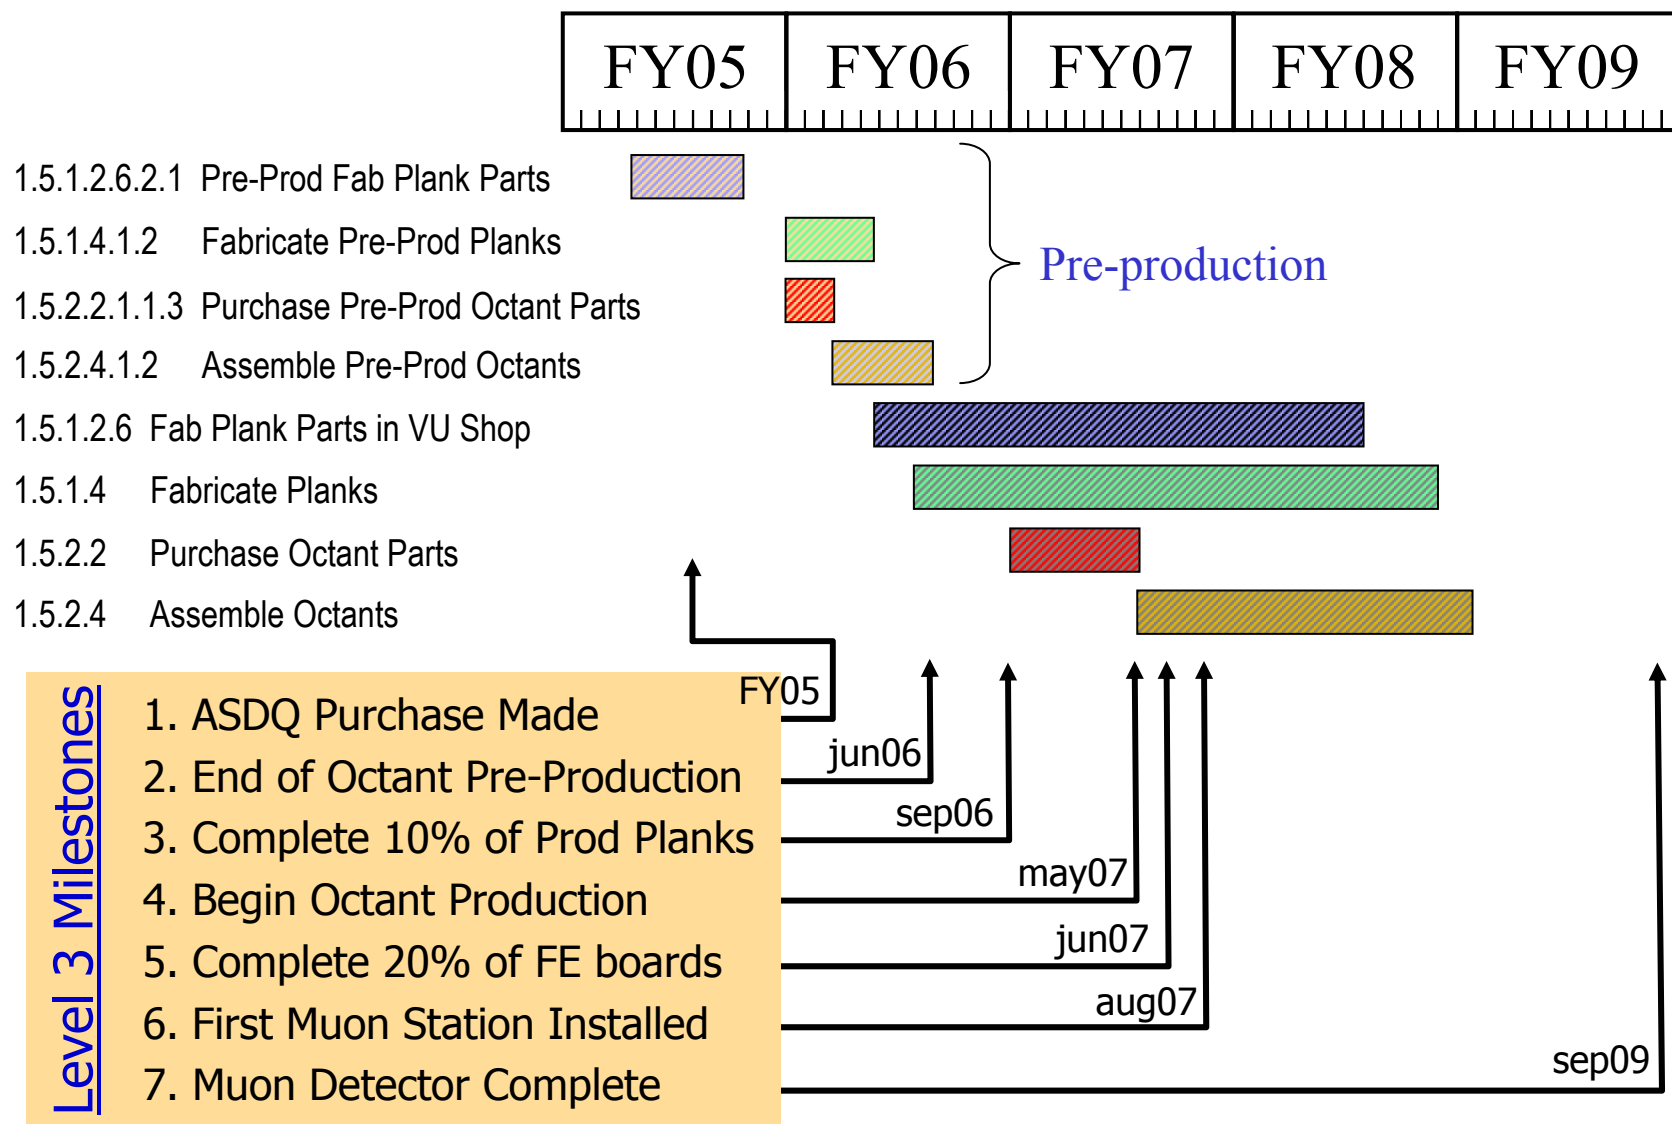 FY05 FY06 FY07 FY08 FY09
1.5.1.2.6.2.1 Pre-Prod Fab Plank Parts
1.5.1.4.1.2 Fabricate Pre-Prod Planks
Pre-production
1.5.2.2.1.1.3 Purchase Pre-Prod Octant Parts
1.5.2.4.1.2 Assemble Pre-Prod Octants
1.5.1.2.6 Fab Plank Parts in VU Shop
1.5.1.4 Fabricate Planks
1.5.2.2 Purchase Octant Parts
1.5.2.4 Assemble Octants
Level 3 Milestones
FY05
1. ASDQ Purchase Made
jun06
2. End of Octant Pre-Production
sep06
3. Complete 10% of Prod Planks
may07
4. Begin Octant Production
jun07
5. Complete 20% of FE boards
aug07
6. First Muon Station Installed
sep09
7. Muon Detector Complete